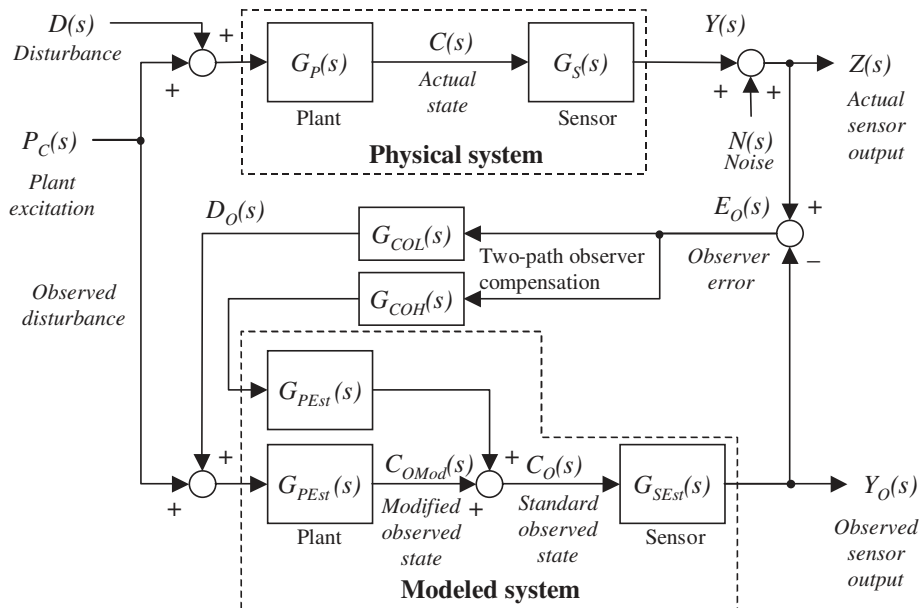 D(s)
Disturbance
+
+
G_P(s)
Plant
C(s)
Actual
state
G_S(s)
Sensor
Physical system
Y(s)
+
+
N(s)
Noise
Z(s)
Actual
sensor
output
P_C(s)
Plant
excitation
D_O(s)
G_COL(s)
Two-path observer
compensation
G_COH(s)
E_O(s)
+
−
Observer
error
Observed
disturbance
G_PEst(s)
+
+
G_PEst(s)
Plant
C_OMod(s)
Modified
observed
state
+
+
C_O(s)
Standard
observed
state
G_SEst(s)
Sensor
Modeled system
Y_O(s)
Observed
sensor
output